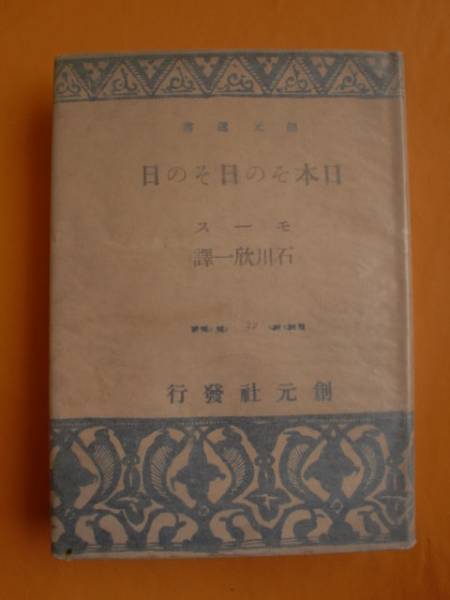 創元選書
日本その日その日
モース
石川欣一譯
創元社發行